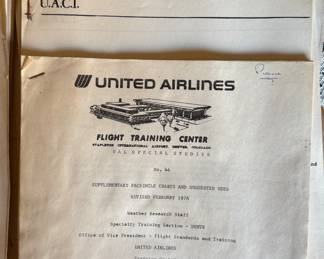 U.A.C.I.
UNITED AIRLINES
FLIGHT TRAINING CENTER
STAPLETON INTERNATIONAL AIRPORT, DENVER, COLORADO
UAL SPECIAL STUDIES
No. 44
SUPPLEMENTARY FACSIMILE CHARTS AND SUGGESTED USES
REVISED FEBRUARY 1976
Weather Research Staff
Specialty Training Section -
Office of Vice President - Flight Standards and Training
UNITED AIRLINES